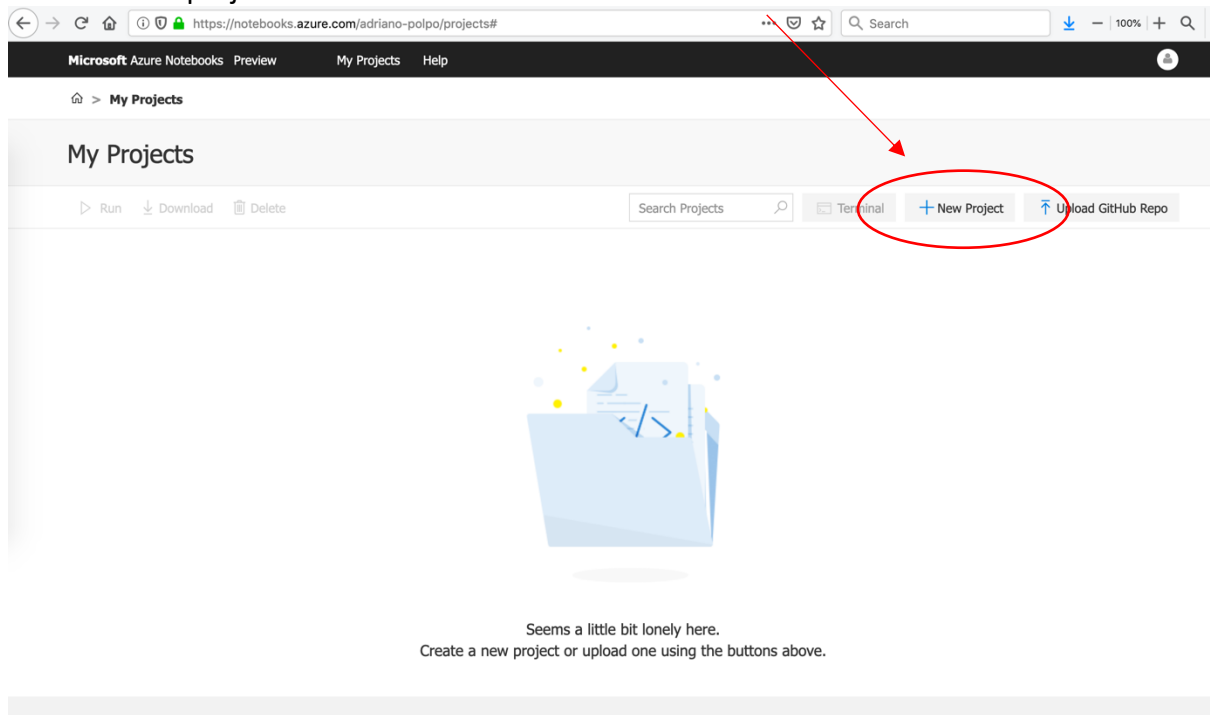 https://notebooks.azure.com/adriano-polpo/projects#
Search
100%
Microsoft Azure Notebooks Preview
My Projects
Help
> My Projects
My Projects
Run
Download
Delete
Search Projects
Terminal
New Project
Upload GitHub Repo
</>
Seems a little bit lonely here.
Create a new project or upload one using the buttons above.